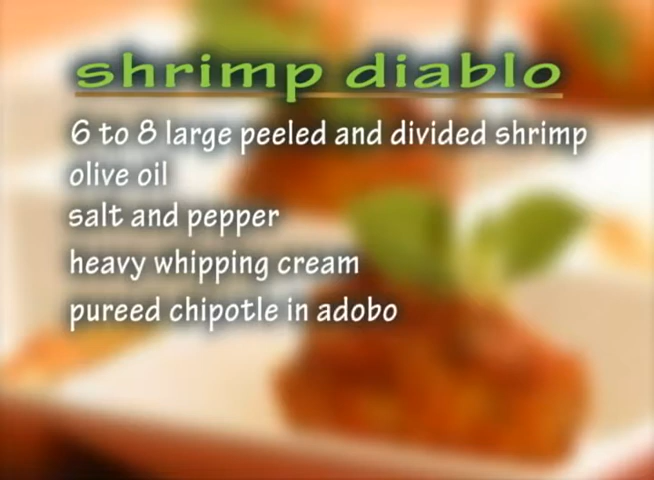 shrimp diablo
6 to 8 large peeled and divided shrimp
olive oil
salt and pepper
heavy whipping cream
pureed chipotle in adobo